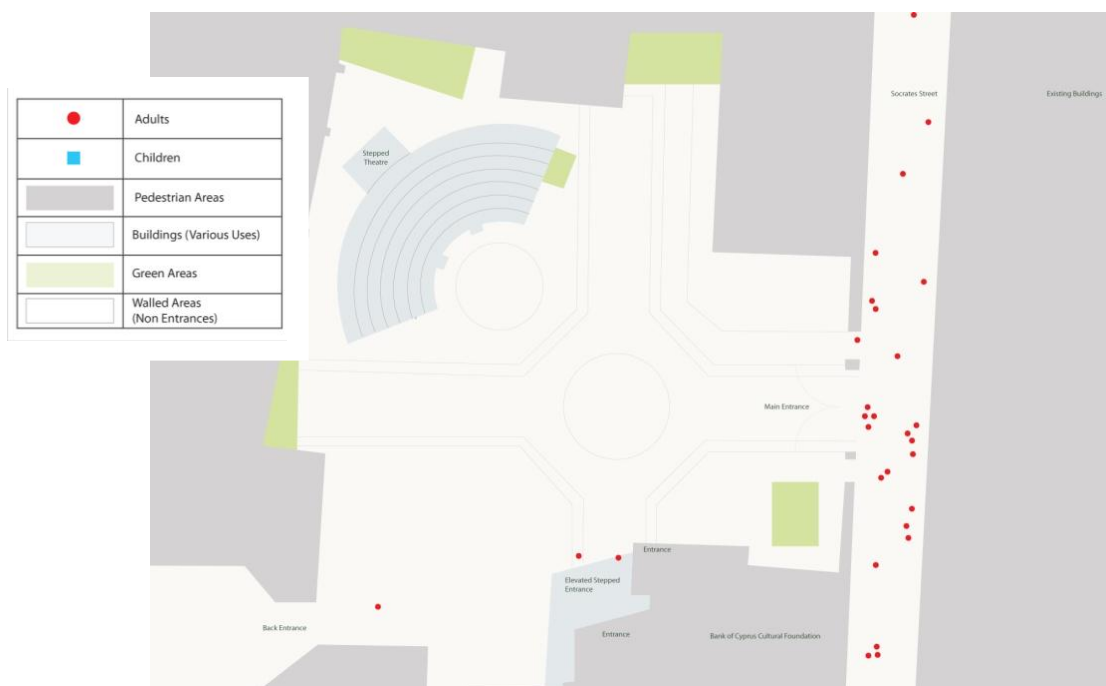 Adults
Children
Pedestrian Areas
Buildings (Various Uses)
Green Areas
Walled Areas
(Non Entrances)
Socrates Street
Existing Buildings
Stepped
Theatre
Main Entrance
Entrance
Elevated Stepped
Entrance
Back Entrance
Entrance
Bank of Cyprus Cultural Foundation